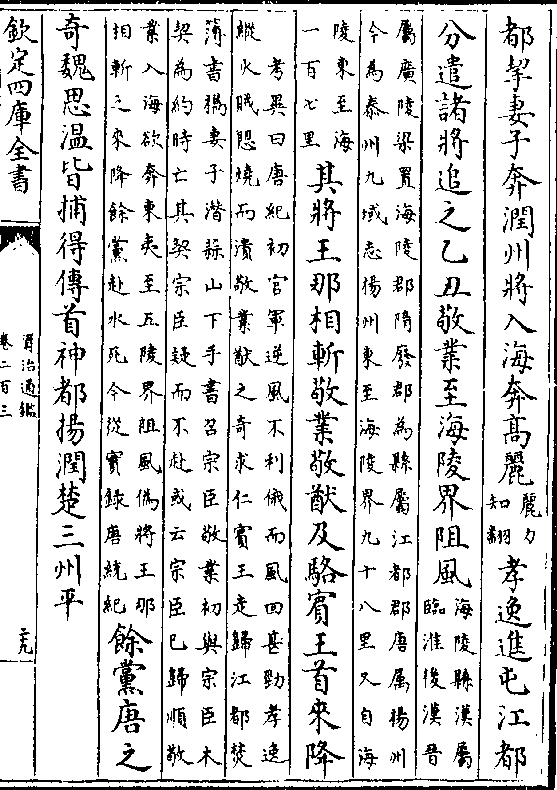 都挈妻子奔潤州將入海奔髙麗
麗力
知翻
孝逸進屯江都
分遣諸將追之乙丑敬業至海陵界阻風
海陵縣漢屬
臨淮後漢晉
屬廣陵梁置海陵郡隋廢郡為縣屬江都郡唐屬揚州
今為泰州九域志揚州東至海陵界九十八里又自海
陵東至海
一百七里
其將王那相斬敬業敬猷及駱賓王首來降
考異曰唐紀初官軍逆風不利俄而風回甚勁孝逸
縱火賊懼燒而潰敬業猷之奇求仁賓王走歸江都焚
簿書攜妻子潛蒜山下手書召宗臣敬業初與宗臣木
契為約時亡其契宗臣疑而不赴或云宗臣已歸順敬
業入海欲奔東夷至五陵界阻風偽將王那
相斬之來降餘黨赴水死今從實錄唐統紀
餘黨唐之
奇魏思溫皆捕得傳首神都揚潤楚三州平
欽定四庫全書
資治通鑑
卷二百三